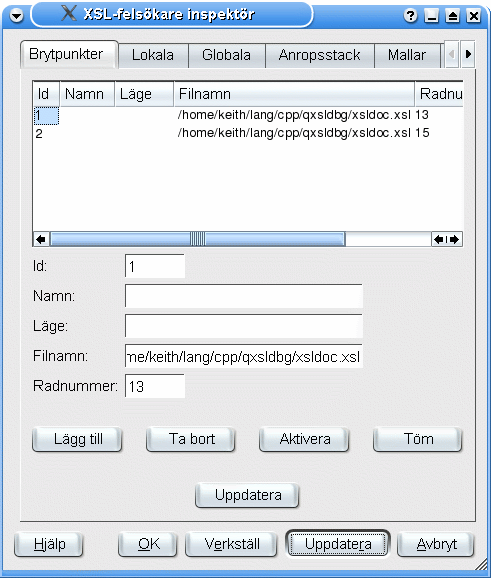 XSL-felsökare inspektör
Brytpunkter Lokala Globala Anropsstack Mallar
Id Namn Läge Filnamn Radnu
1 /home/keith/lang/cpp/qxsldbg/xsldoc.xsl 13
2 /home/keith/lang/cpp/qxsldbg/xsldoc.xsl 15
Id: 1
Namn:
Läge:
Filnamn: me/keith/lang/cpp/qxsldbg/xsldoc.xsl
Radnummer: 13
Lägg till Ta bort Aktivera Töm
Uppdatera
Hjälp OK Verkställ Uppdatera Avbryt